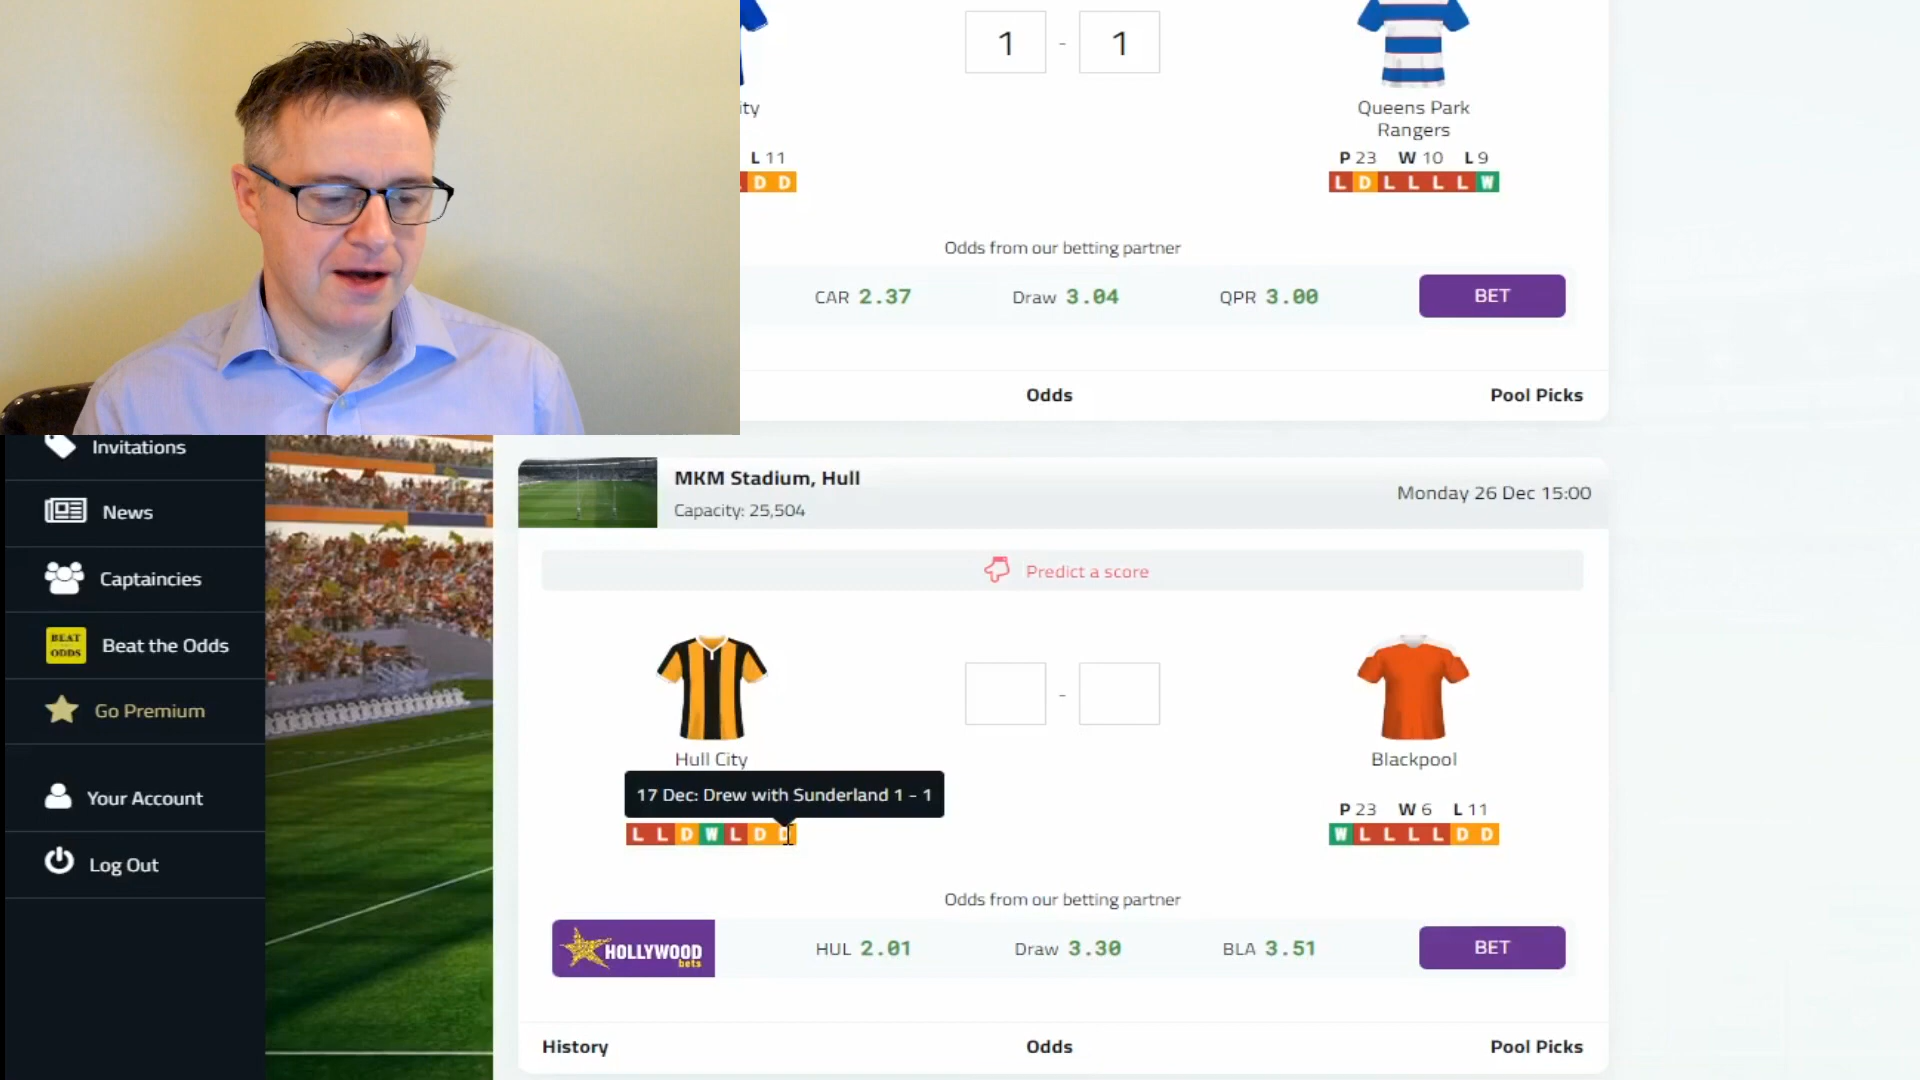 1 - 1
ity
Queens Park
Rangers
L 11
P 23 W 10 L 9
D D
L D L L L L W
Odds from our betting partner
CAR 2.37 Draw 3.04 QPR 3.00 BET
Odds Pool Picks
Invitations
News
Captaincies
BEAT
ODDS
Beat the Odds
Go Premium
Your Account
Log Out
MKM Stadium, Hull
Capacity: 25,504
Monday 26 Dec 15:00
Predict a score
-
Hull City
Blackpool
17 Dec: Drew with Sunderland 1 - 1
P 23 W 6 L 11
L L D W L D D
W L L L L D D
Odds from our betting partner
HOLLYWOOD
bets
HUL 2.01 Draw 3.30 BLA 3.51 BET
History Odds Pool Picks